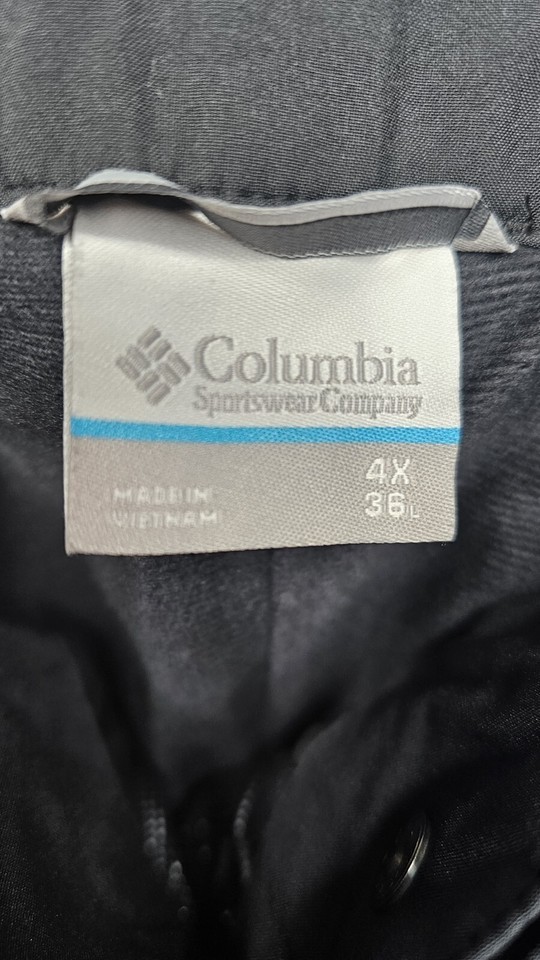 Columbia
Sportswear Company
4X
36L
MADE IN
VIETNAM